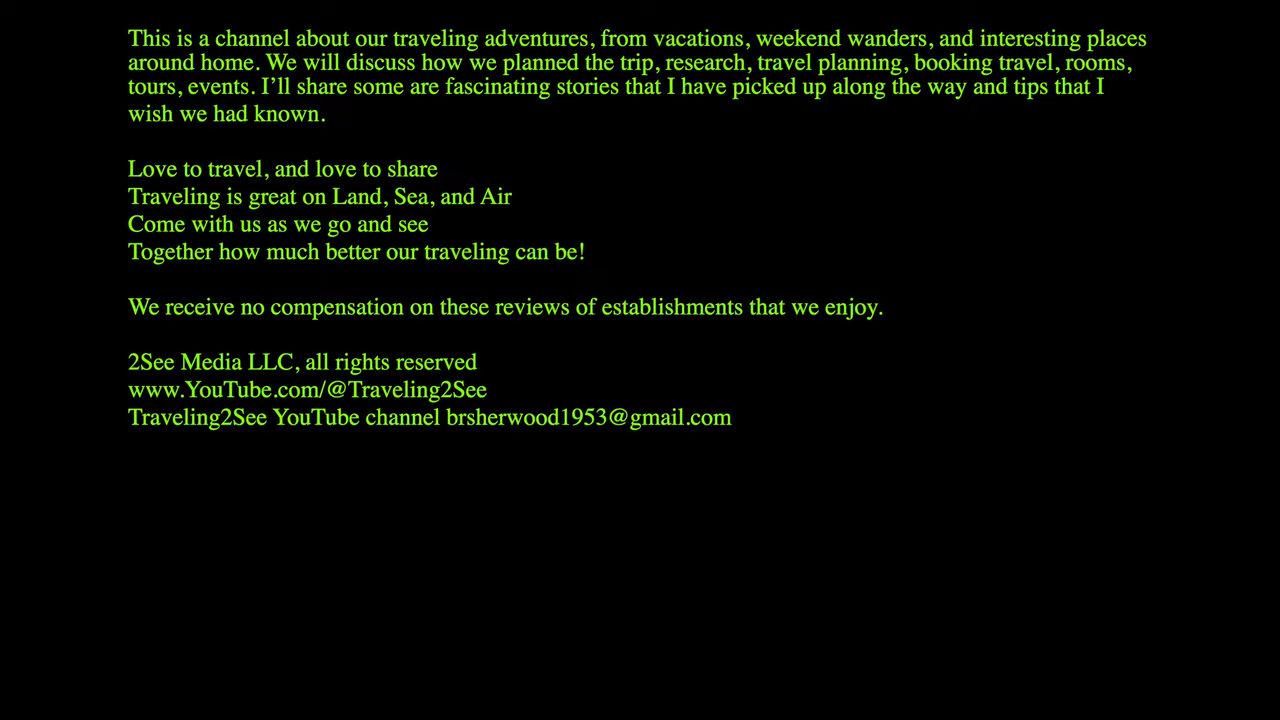 This is a channel about our traveling adventures, from vacations, weekend wanders, and interesting places
around home. We will discuss how we planned the trip, research, travel planning, booking travel, rooms,
tours, events. I’ll share some are fascinating stories that I have picked up along the way and tips that I
wish we had known.
Love to travel, and love to share
Traveling is great on Land, Sea, and Air
Come with us as we go and see
Together how much better our traveling can be!
We receive no compensation on these reviews of establishments that we enjoy.
2See Media LLC, all rights reserved
www.YouTube.com/@Traveling2See
Traveling2See YouTube channel brsherwood1953@gmail.com